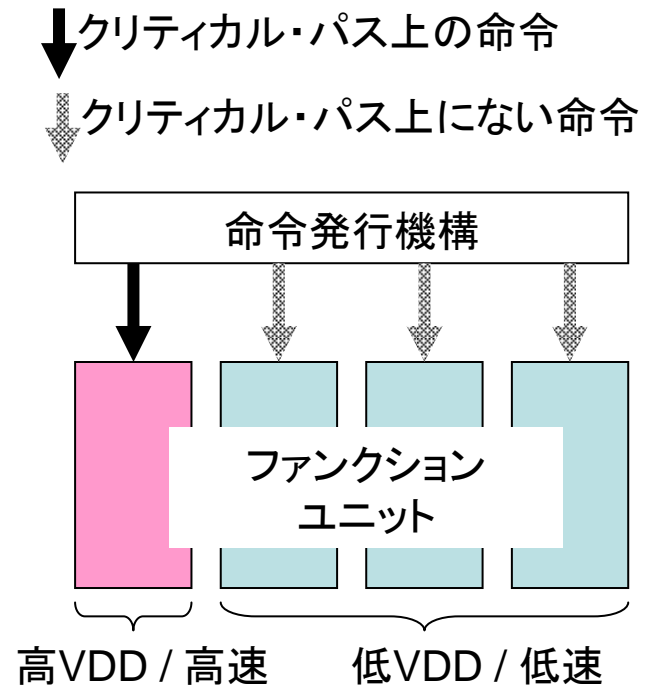 クリティカル・パス上の命令
クリティカル・パス上にない命令
命令発行機構
ファンクション
ユニット
高VDD / 高速
低VDD / 低速